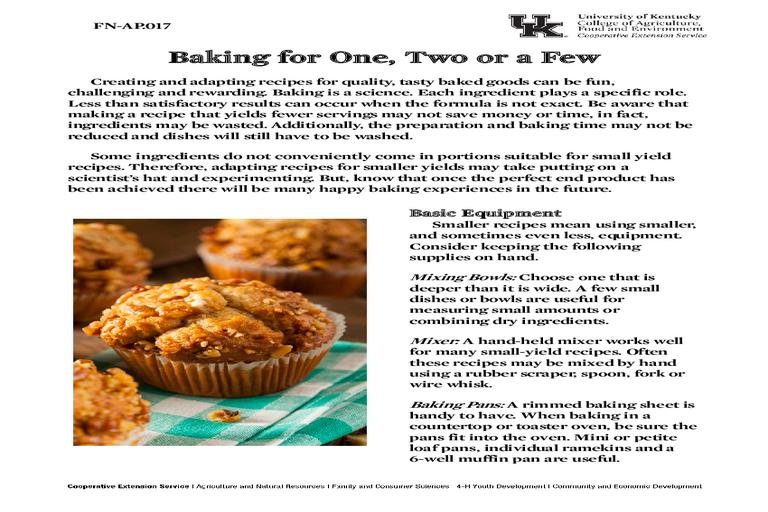 FN-AP.017
University of Kentucky
College of Agriculture,
Food and Environment
Cooperative Extension Service
Baking for One, Two or a Few
Creating and adapting recipes for quality, tasty baked goods can be fun,
challenging and rewarding. Baking is a science. Each ingredient plays a specific role.
Less than satisfactory results can occur when the formula is not exact. Be aware that
making a recipe that yields fewer servings may not save money or time, in fact,
ingredients may be wasted. Additionally, the preparation and baking time may not be
reduced and dishes will still have to be washed.
Some ingredients do not conveniently come in portions suitable for small yield
recipes. Therefore, adapting recipes for smaller yields may take putting on a
scientist's hat and experimenting. But, know that once the perfect end product has
been achieved there will be many happy baking experiences in the future.
Basic Equipment
Smaller recipes mean using smaller,
and sometimes even less, equipment.
Consider keeping the following
supplies on hand.
Mixing Bowls: Choose one that is
deeper than it is wide. A few small
dishes or bowls are useful for
measuring small amounts or
combining dry ingredients.
Mixer: A hand-held mixer works well
for many small-yield recipes. Often
these recipes may be mixed by hand
using a rubber scraper, spoon, fork or
wire whisk.
Baking Pans: A rimmed baking sheet is
handy to have. When baking in a
countertop or toaster oven, be sure the
pans fit into the oven. Mini or petite
loaf pans, individual ramekins and a
6-well muffin pan are useful.
Cooperative Extension Service | Agriculture and Natural Resources | Family and Consumer Sciences 4-H Youth Development | Community and Economic Development